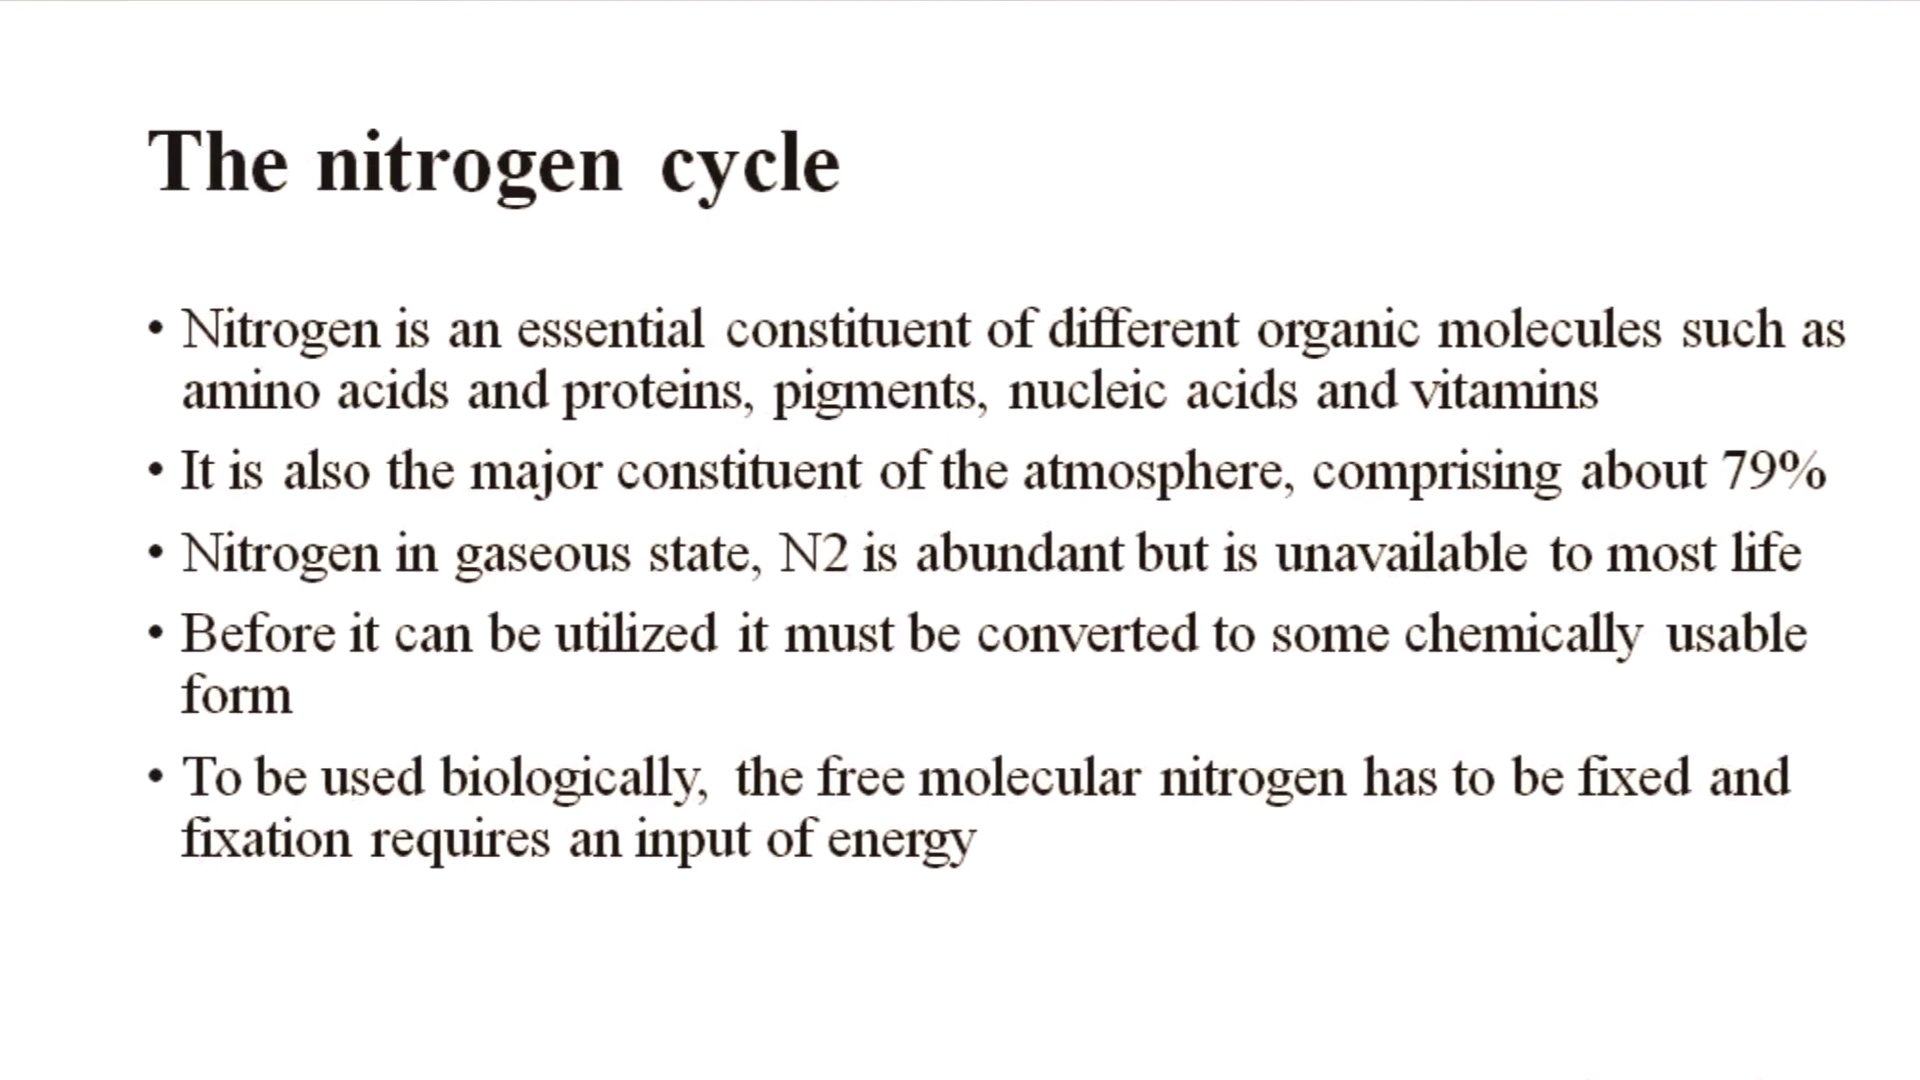 The nitrogen cycle
• Nitrogen is an essential constituent of different organic molecules such as
amino acids and proteins, pigments, nucleic acids and vitamins
• It is also the major constituent of the atmosphere, comprising about 79%
• Nitrogen in gaseous state, N2 is abundant but is unavailable to most life
• Before it can be utilized it must be converted to some chemically usable
form
• To be used biologically, the free molecular nitrogen has to be fixed and
fixation requires an input of energy